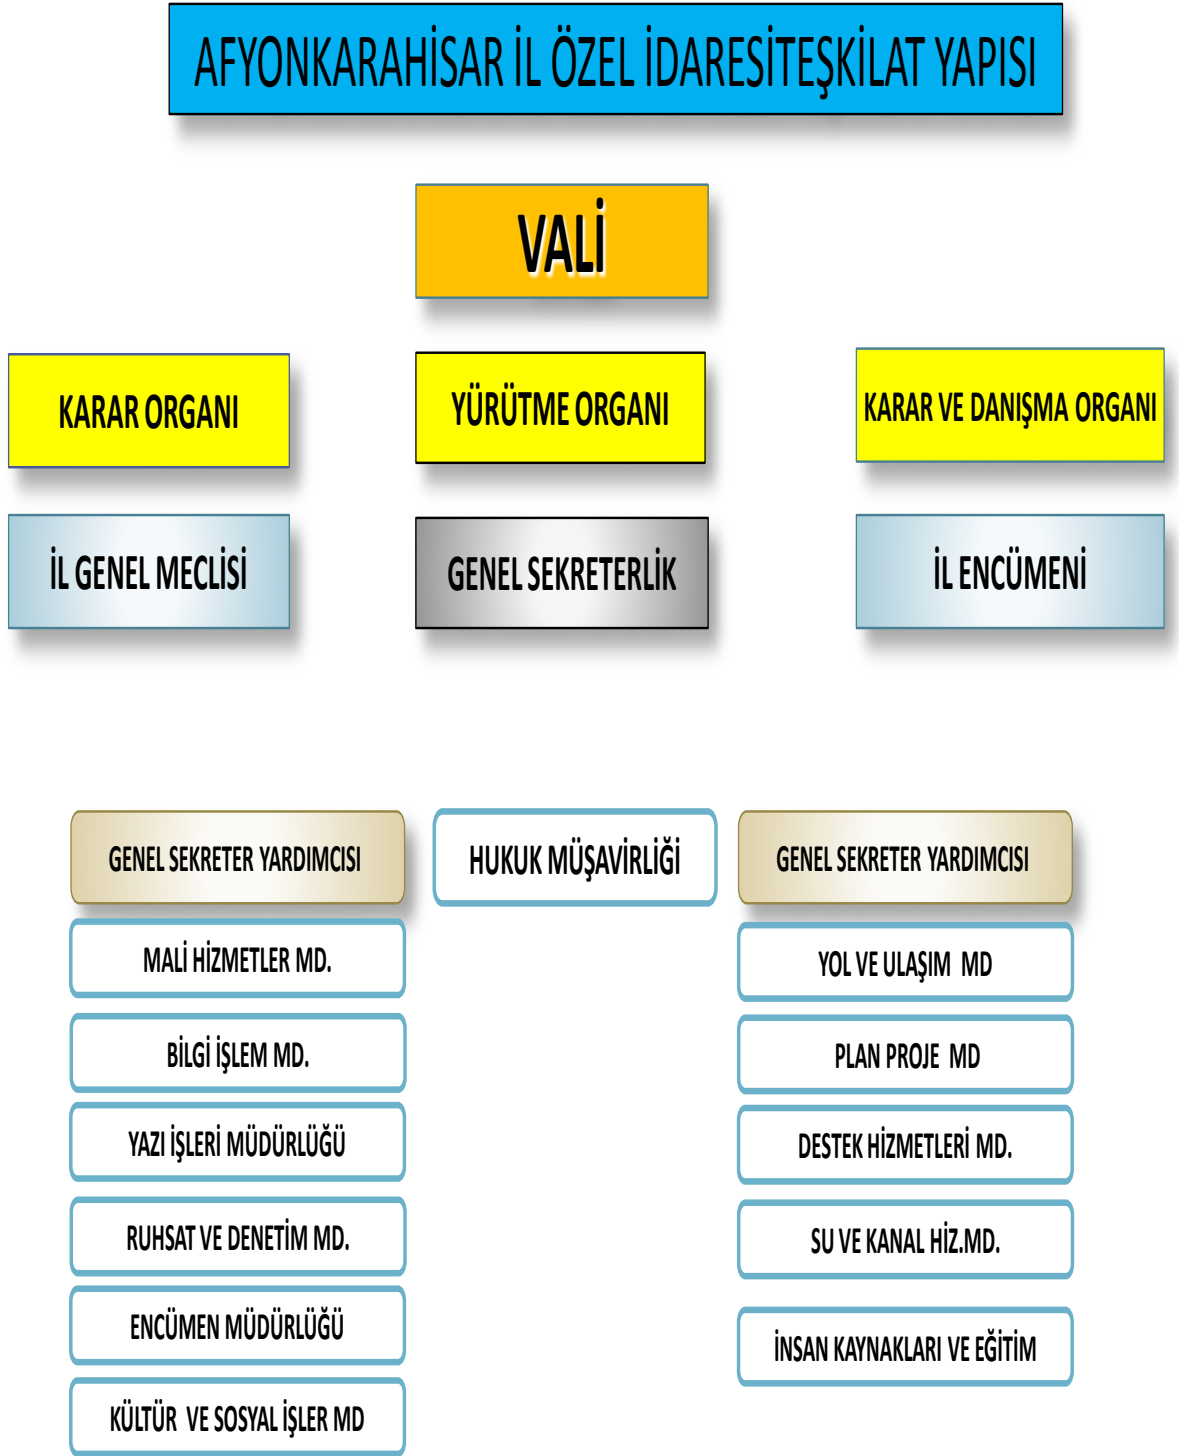 AFYONKARAHİSAR İL ÖZEL İDARESİTEŞKİLAT YAPISI
VALİ
KARAR ORGANI
YÜRÜTME ORGANI
KARAR VE DANIŞMA ORGANI
İL GENEL MECLİSİ
GENEL SEKRETERLİK
İL ENCÜMENİ
GENEL SEKRETER YARDIMCISI
HUKUK MÜŞAVİRLİĞİ
GENEL SEKRETER YARDIMCISI
MALİ HİZMETLER MD.
BİLGİ İŞLEM MD.
YAZI İŞLERİ MÜDÜRLÜĞÜ
RUHSAT VE DENETİM MD.
ENCÜMEN MÜDÜRLÜĞÜ
KÜLTÜR VE SOSYAL İŞLER MD
YOL VE ULAŞIM MD
PLAN PROJE MD
DESTEK HİZMETLERİ MD.
SU VE KANAL HİZ.MD.
İNSAN KAYNAKLARI VE EĞİTİM